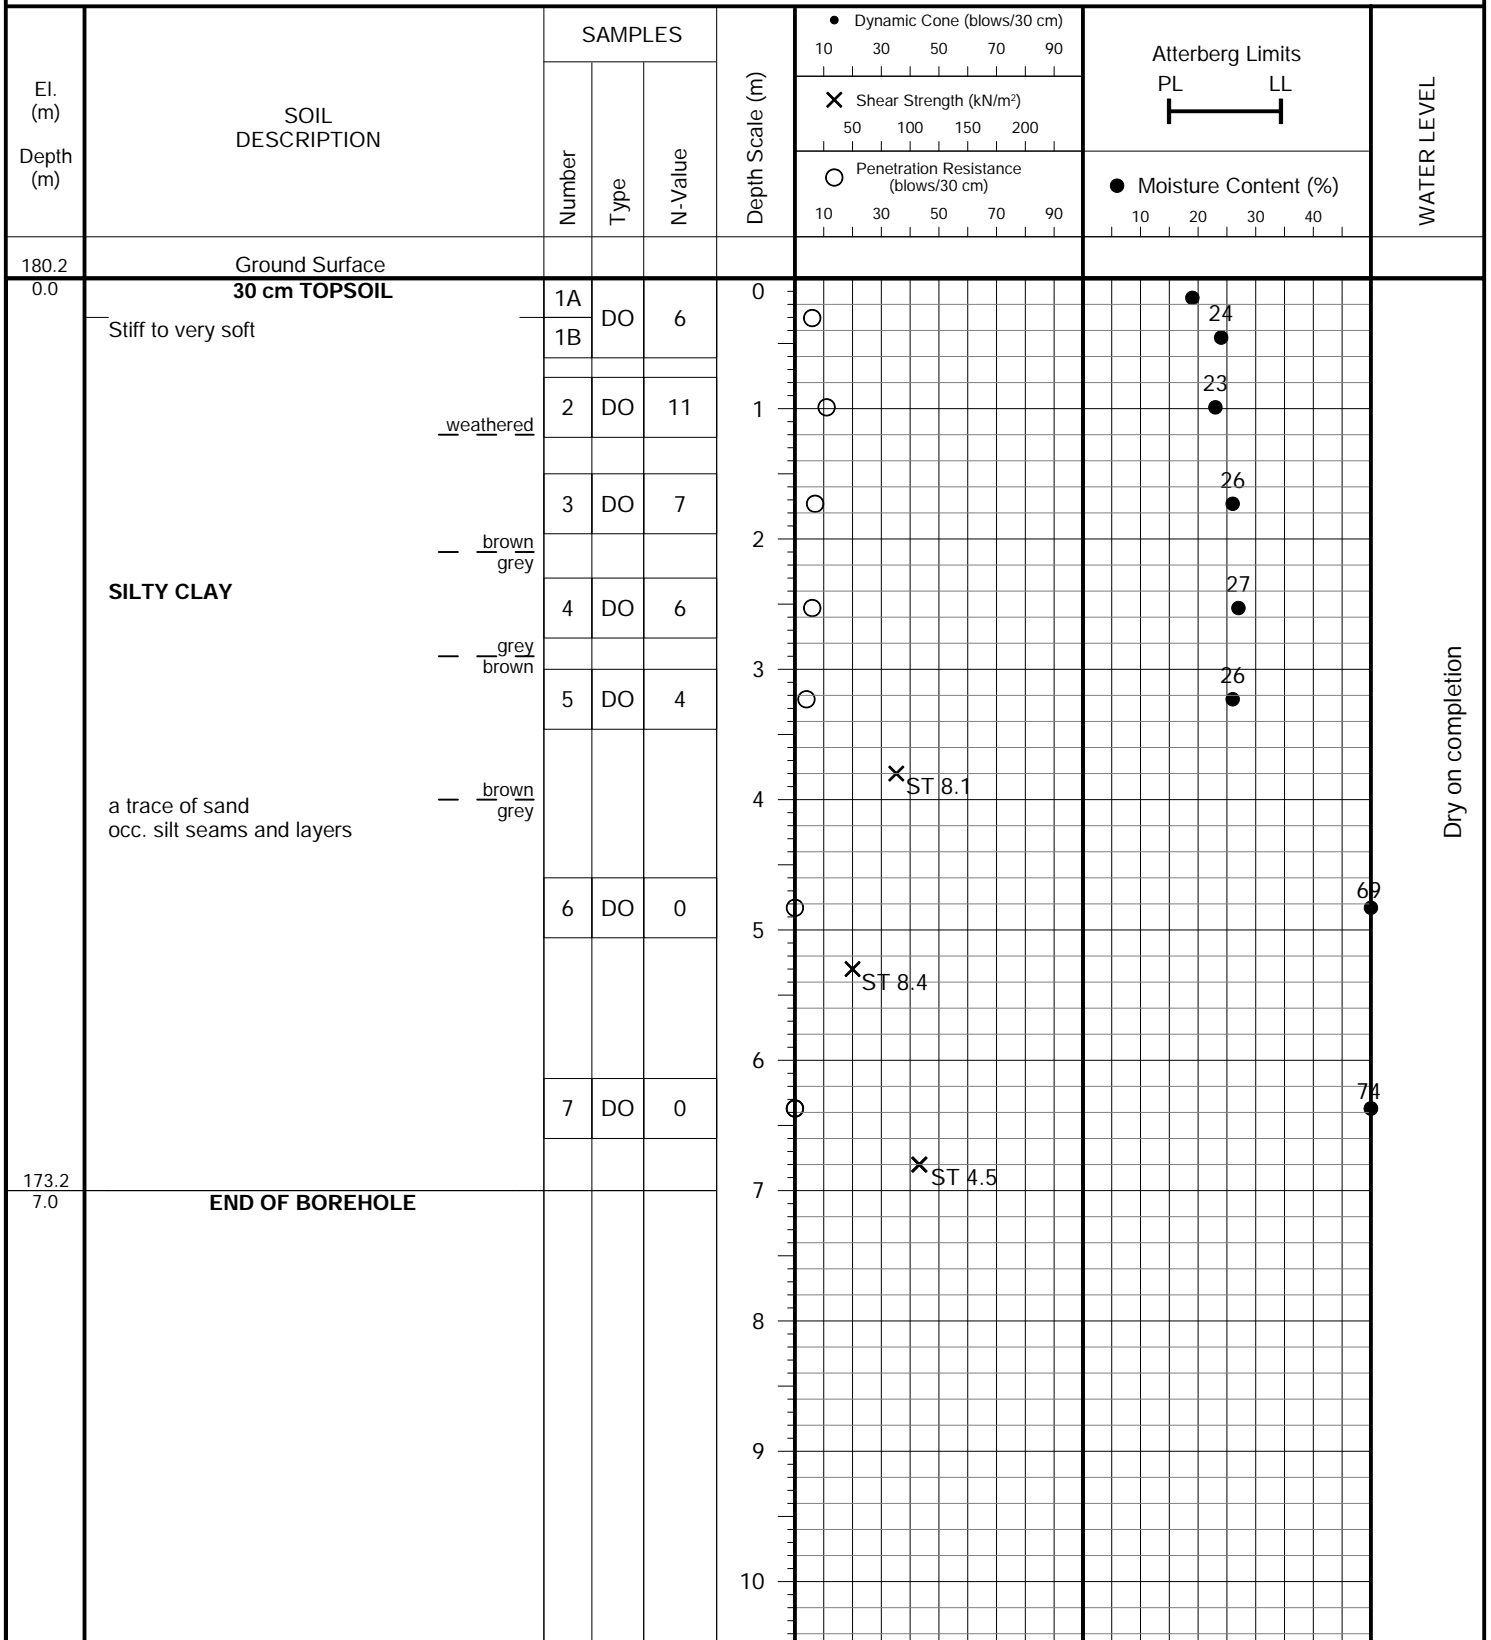 El.
(m)
Depth
(m)
SOIL
DESCRIPTION
SAMPLES
Number
Type
N-Value
Depth Scale (m)
Dynamic Cone (blows/30 cm)
10 30 50 70 90
Shear Strength (kN/m²)
50 100 150 200
Penetration Resistance
(blows/30 cm)
10 30 50 70 90
Atterberg Limits
PL LL
Moisture Content (%)
10 20 30 40
WATER LEVEL
180.2
Ground Surface
0.0
30 cm TOPSOIL
1A
DO
6
0
24
Stiff to very soft
1B
23
2 DO 11
1
weathered
26
3 DO 7
2
brown
grey
SILTY CLAY
27
4 DO 6
grey
brown
3
26
5 DO 4
ST 8.1
brown
grey
4
a trace of sand
occ. silt seams and layers
Dry on completion
69
6 DO 0
5
ST 8.4
6
74
7 DO 0
ST 4.5
173.2
7.0
END OF BOREHOLE
7
8
9
10